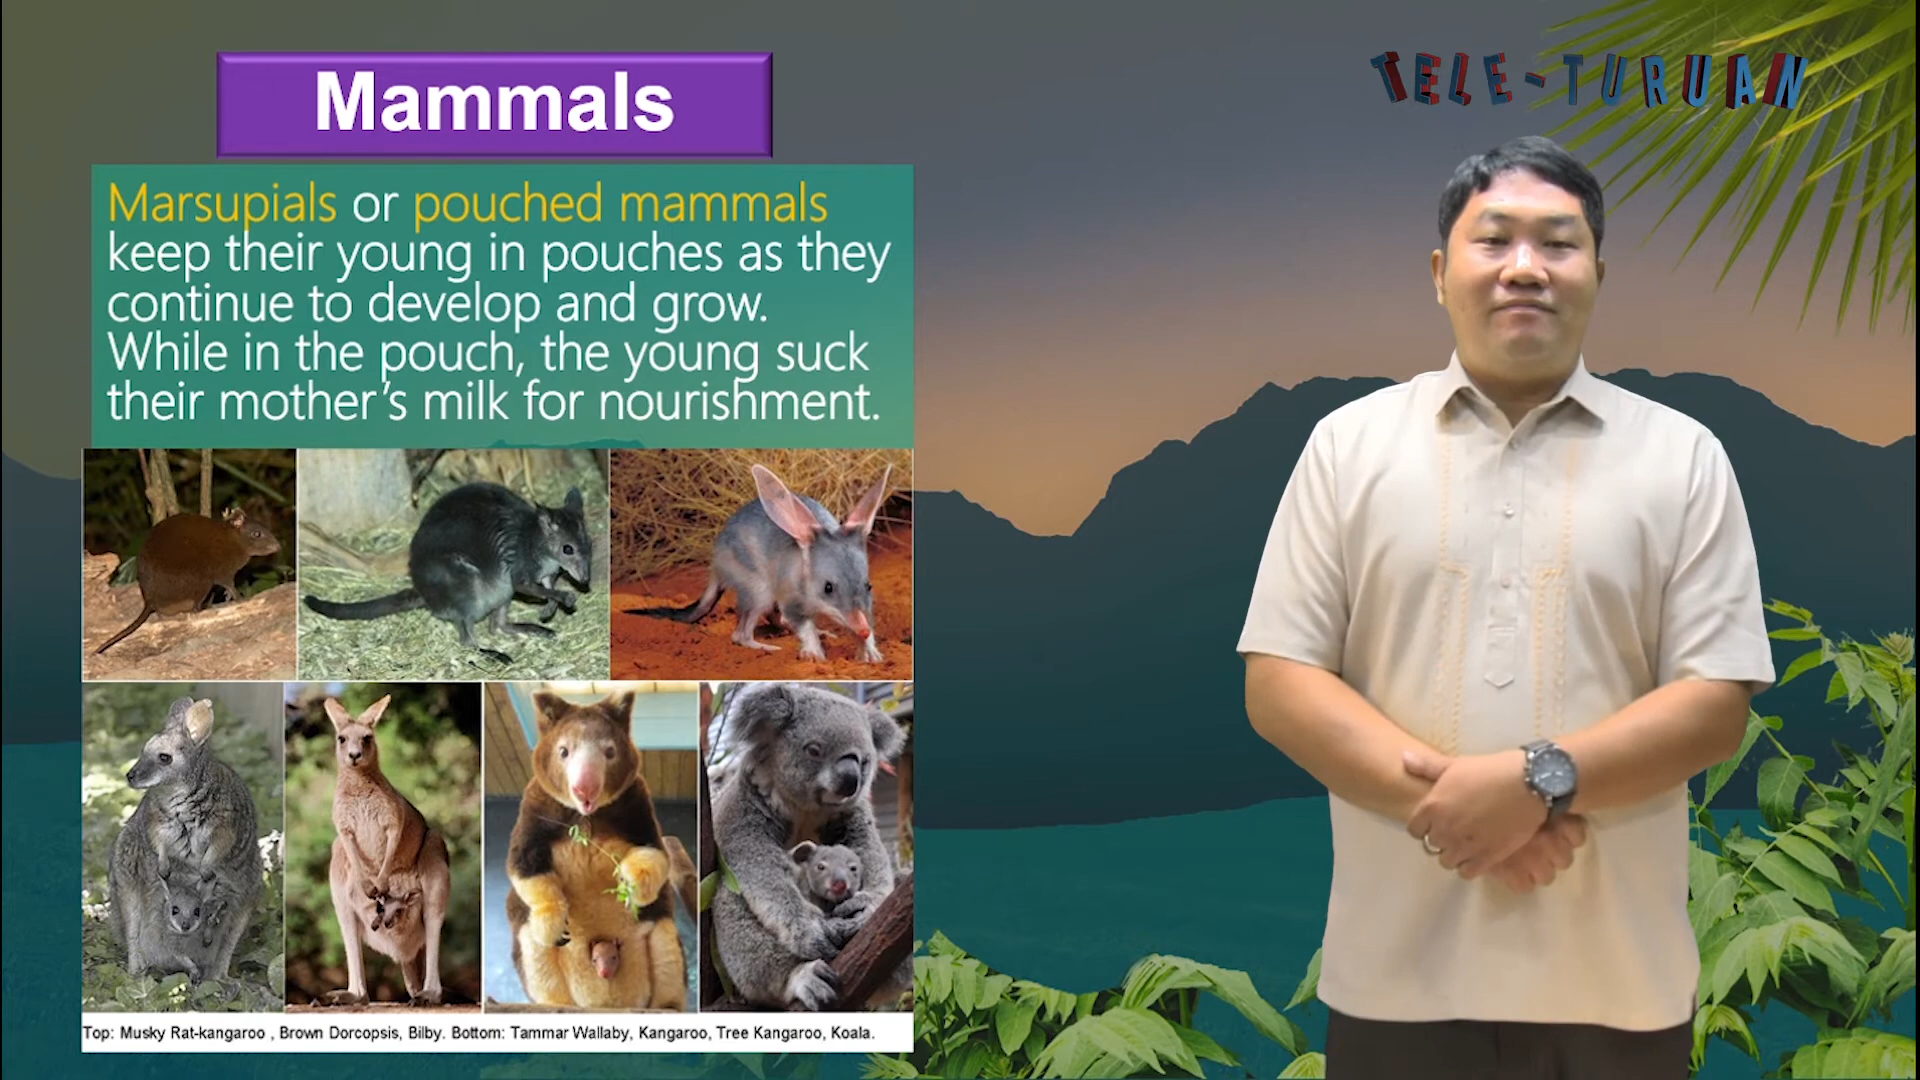 TELE-TURUAN
Mammals
Marsupials or pouched mammals
keep their young in pouches as they
continue to develop and grow.
While in the pouch, the young suck
their mother's milk for nourishment.
Top: Musky Rat-kangaroo , Brown Dorcopsis, Bilby. Bottom: Tammar Wallaby, Kangaroo, Tree Kangaroo, Koala.